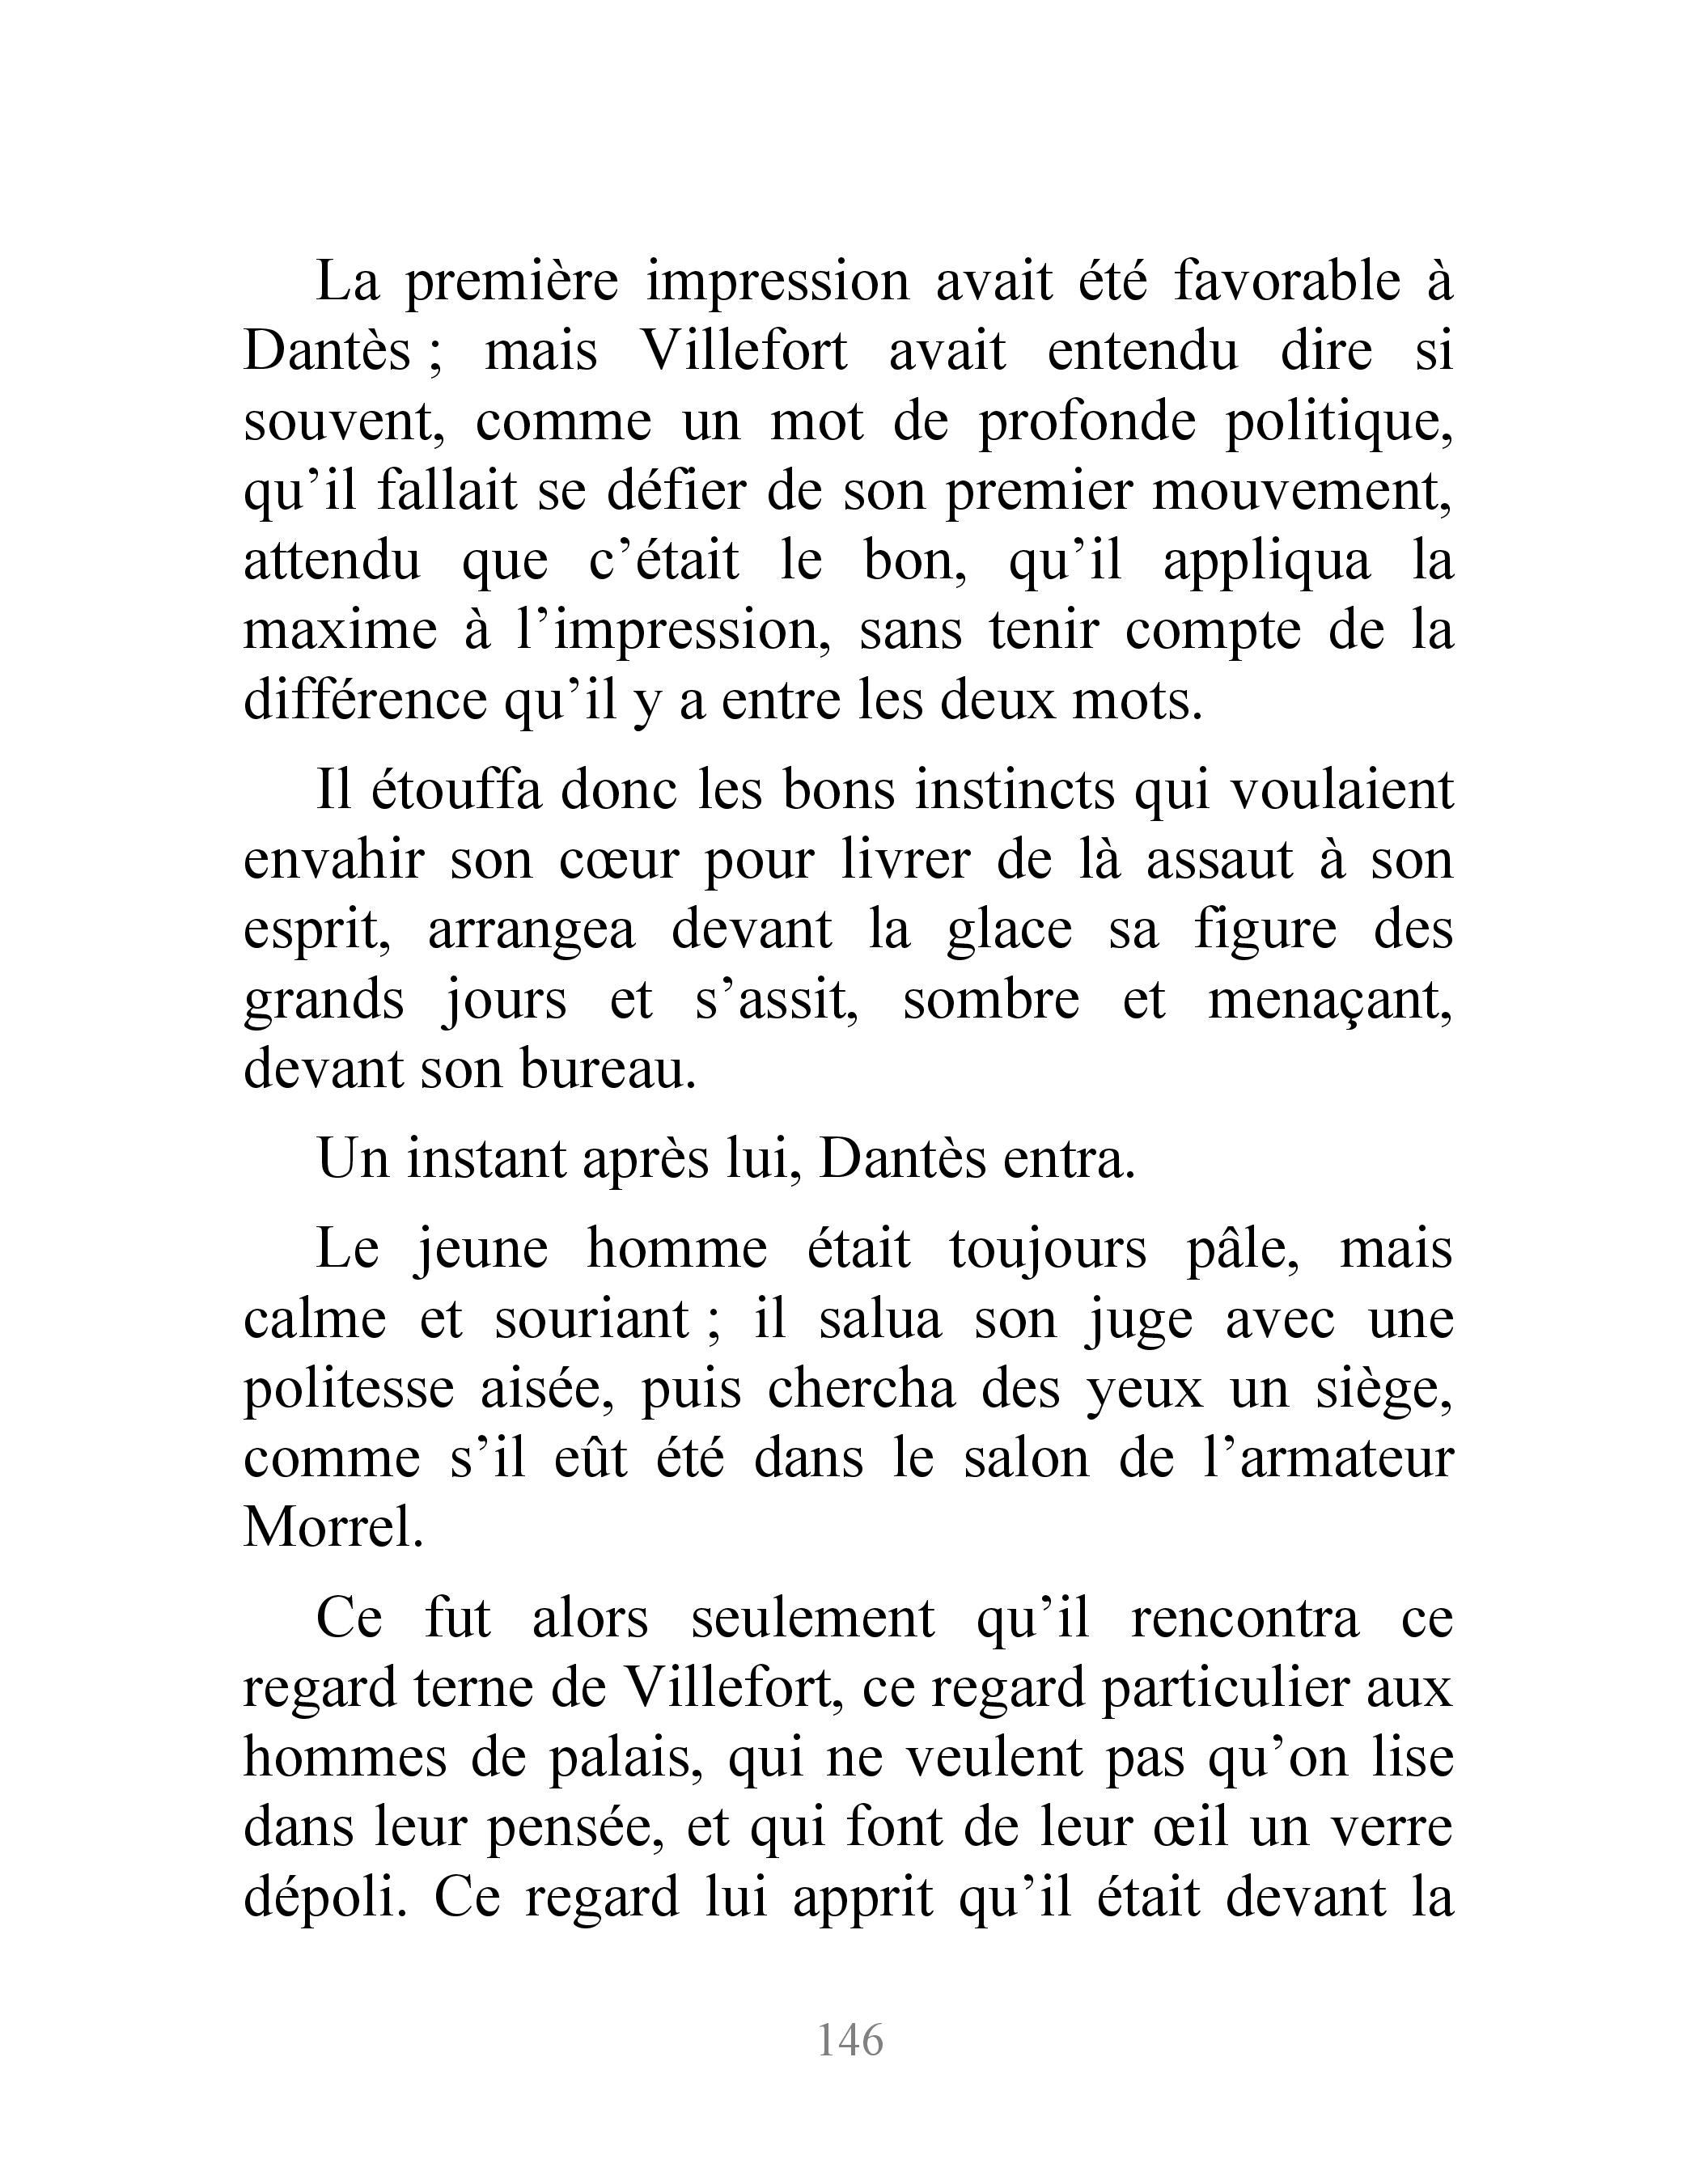 La première impression avait été favorable à
Dantès ; mais Villefort avait entendu dire si
souvent, comme un mot de profonde politique,
qu’il fallait se défier de son premier mouvement,
attendu que c’était le bon, qu’il appliqua la
maxime à l’impression, sans tenir compte de la
différence qu’il y a entre les deux mots.
Il étouffa donc les bons instincts qui voulaient
envahir son cœur pour livrer de là assaut à son
esprit, arrangea devant la glace sa figure des
grands jours et s’assit, sombre et menaçant,
devant son bureau.
Un instant après lui, Dantès entra.
Le jeune homme était toujours pâle, mais
calme et souriant ; il salua son juge avec une
politesse aisée, puis chercha des yeux un siège,
comme s’il eût été dans le salon de l’armateur
Morrel.
Ce fut alors seulement qu’il rencontra ce
regard terne de Villefort, ce regard particulier aux
hommes de palais, qui ne veulent pas qu’on lise
dans leur pensée, et qui font de leur œil un verre
dépoli. Ce regard lui apprit qu’il était devant la
146